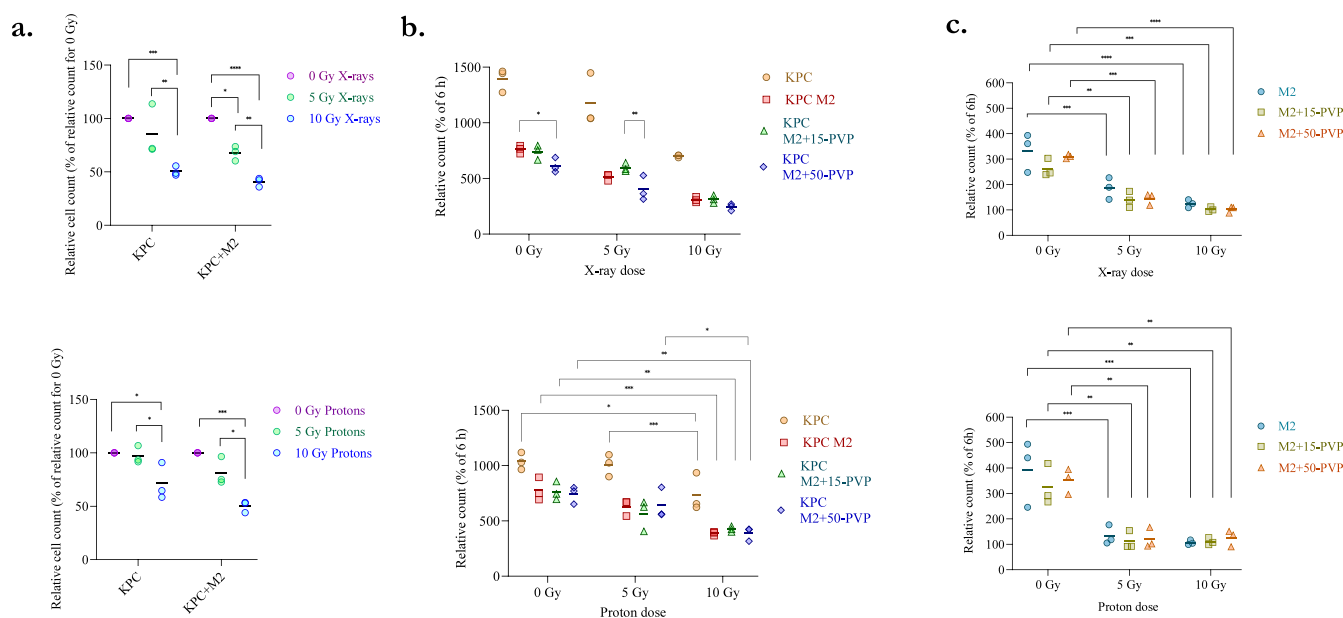 a.
Relative cell count (% of relative count for 0 Gy)
150
100
50
0
***
**
****
*
**
KPC
KPC+M2
0 Gy X-rays
5 Gy X-rays
10 Gy X-rays
b.
Relative count (% of 6 h)
1500
1000
500
0
*
**
0 Gy
5 Gy
10 Gy
X-ray dose
KPC
KPC M2
KPC
M2+15-PVP
KPC
M2+50-PVP
c.
Relative count (% of 6h)
600
500
400
300
200
100
0
****
***
****
***
**
***
0 Gy
5 Gy
10 Gy
X-ray dose
M2
M2+15-PVP
M2+50-PVP
Relative cell count (% of relative count for 0 Gy)
150
100
50
0
*
*
***
*
KPC
KPC+M2
0 Gy Protons
5 Gy Protons
10 Gy Protons
Relative count (% of 6 h)
1500
1000
500
0
*
**
**
***
*
***
0 Gy
5 Gy
10 Gy
Proton dose
KPC
KPC M2
KPC
M2+15-PVP
KPC
M2+50-PVP
Relative count (% of 6h)
600
500
400
300
200
100
0
**
**
***
**
**
***
0 Gy
5 Gy
10 Gy
Proton dose
M2
M2+15-PVP
M2+50-PVP